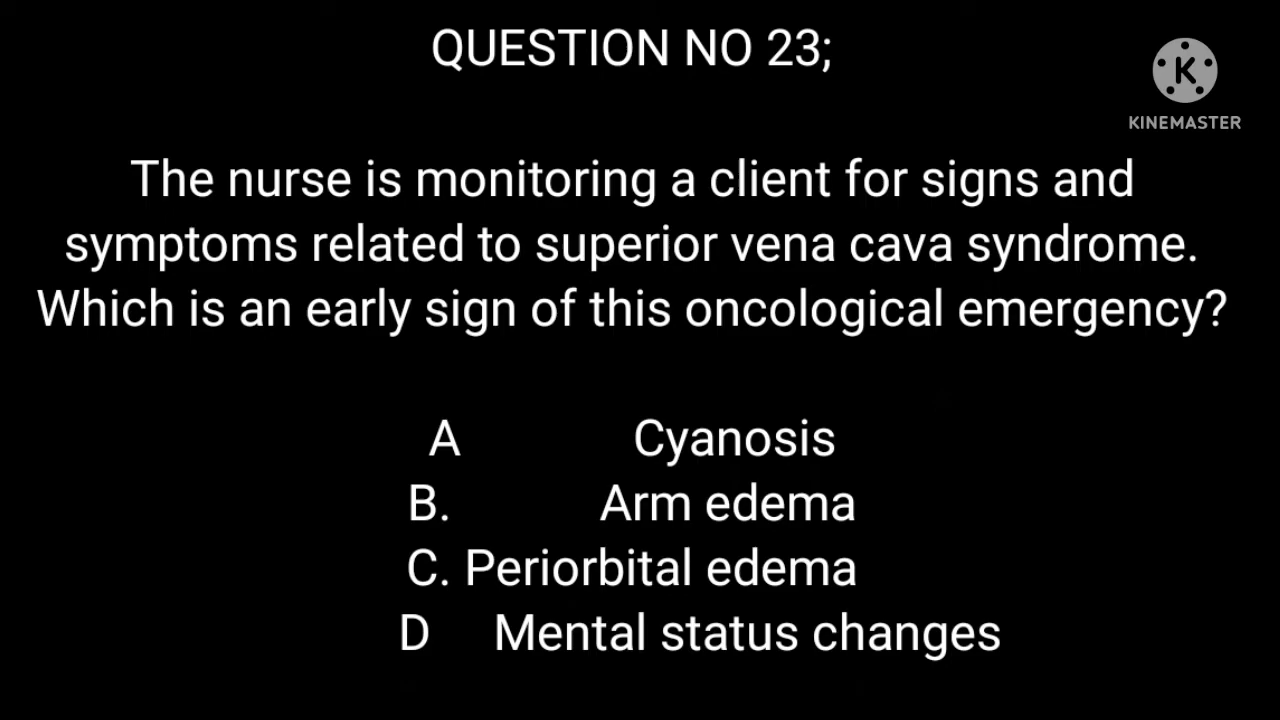 QUESTION NO 23;
K
KINEMASTER
The nurse is monitoring a client for signs and
symptoms related to superior vena cava syndrome.
Which is an early sign of this oncological emergency?
A Cyanosis
B. Arm edema
C. Periorbital edema
D Mental status changes